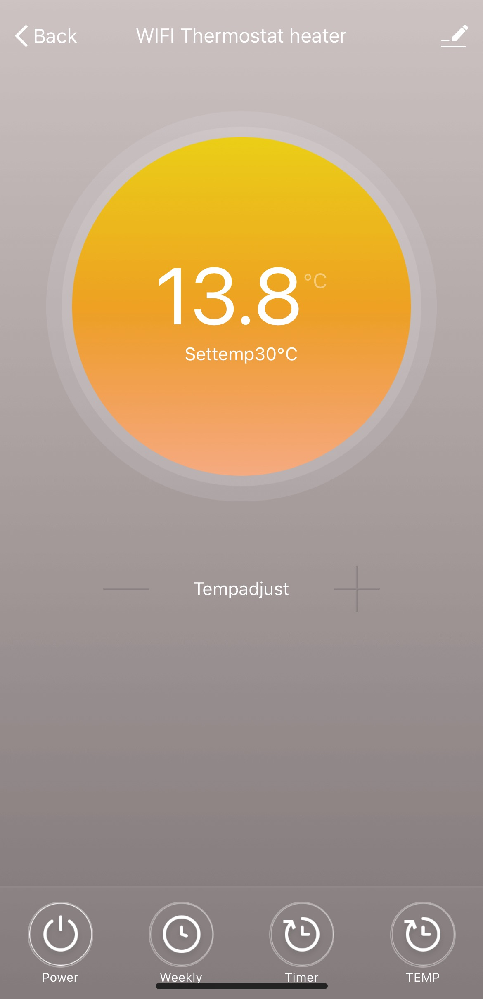 Back
WIFI Thermostat heater
13.8°C
Settemp30°C
Tempadjust
Power
Weekly
Timer
TEMP